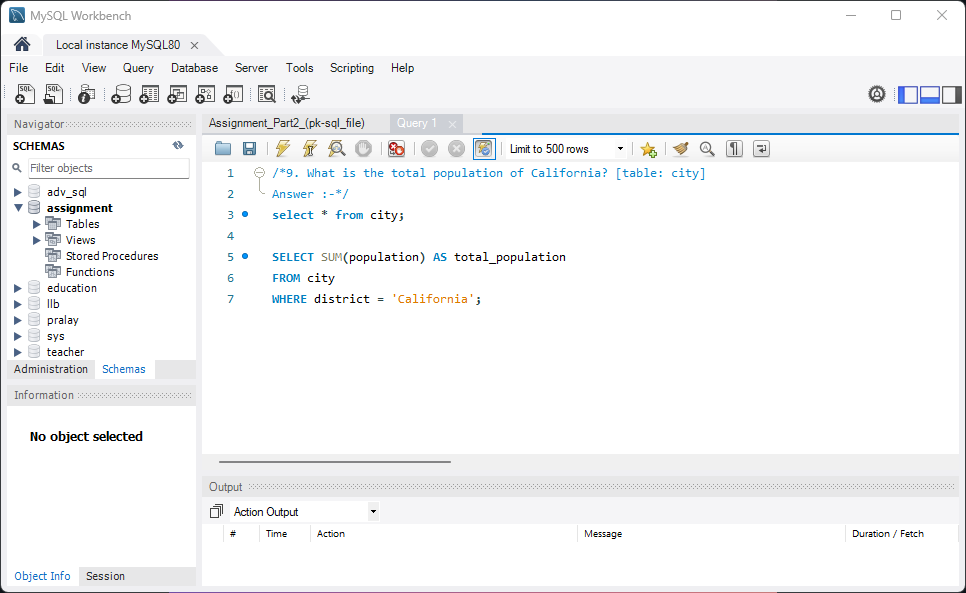 MySQL Workbench
Local instance MySQL80
File Edit View Query Database Server Tools Scripting Help
Navigator
SCHEMAS
Filter objects
adv_sql
assignment
Tables
Views
Stored Procedures
Functions
education
llb
pralay
sys
teacher
Administration Schemas
Information
No object selected
Object Info Session
Assignment_Part2_(pk-sql_file) Query 1
Limit to 500 rows
1 /*9. What is the total population of California? [table: city]
2 Answer :-*/
3 select * from city;
4
5 SELECT SUM(population) AS total_population
6 FROM city
7 WHERE district = 'California';
Output
Action Output
# Time Action Message Duration / Fetch